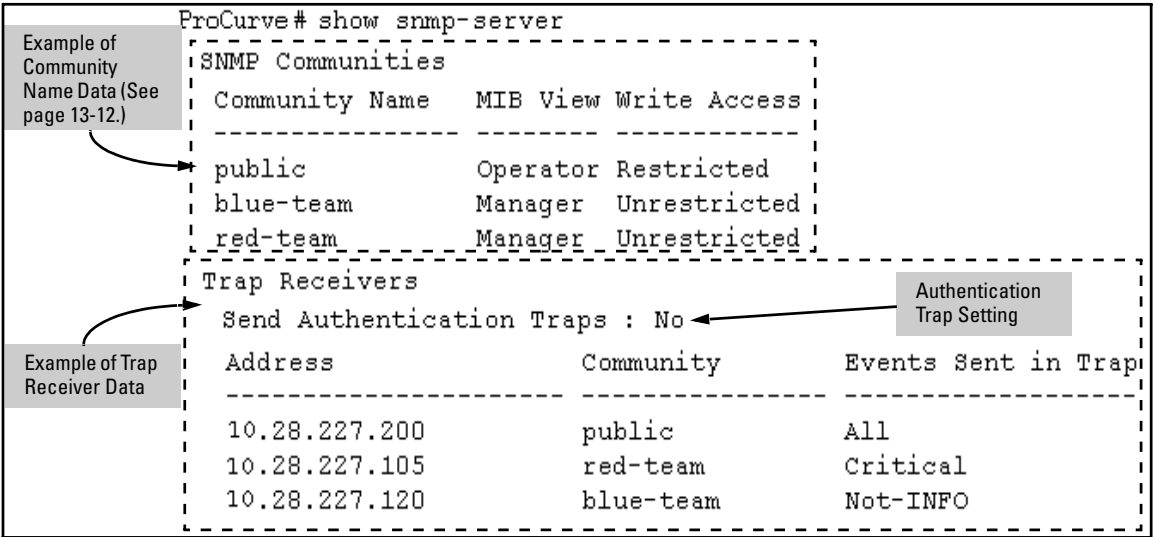 ProCurve# show snmp-server
Example of
Community
Name Data (See
page 13-12.)
SNMP Communities
Community Name MIB View Write Access
---------------- -------- ------------
public Operator Restricted
blue-team Manager Unrestricted
red-team Manager Unrestricted
Trap Receivers
Send Authentication Traps : No
Authentication
Trap Setting
Example of Trap
Receiver Data
Address Community Events Sent in Trap
---------------------- ---------------- -------------------
10.28.227.200 public All
10.28.227.105 red-team Critical
10.28.227.120 blue-team Not-INFO